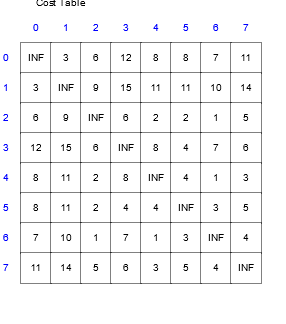 Cost Table
0 1 2 3 4 5 6 7
0 INF 3 6 12 8 8 7 11
1 3 INF 9 15 11 11 10 14
2 6 9 INF 6 2 2 1 5
3 12 15 6 INF 8 4 7 6
4 8 11 2 8 INF 4 1 3
5 8 11 2 4 4 INF 3 5
6 7 10 1 7 1 3 INF 4
7 11 14 5 6 3 5 4 INF